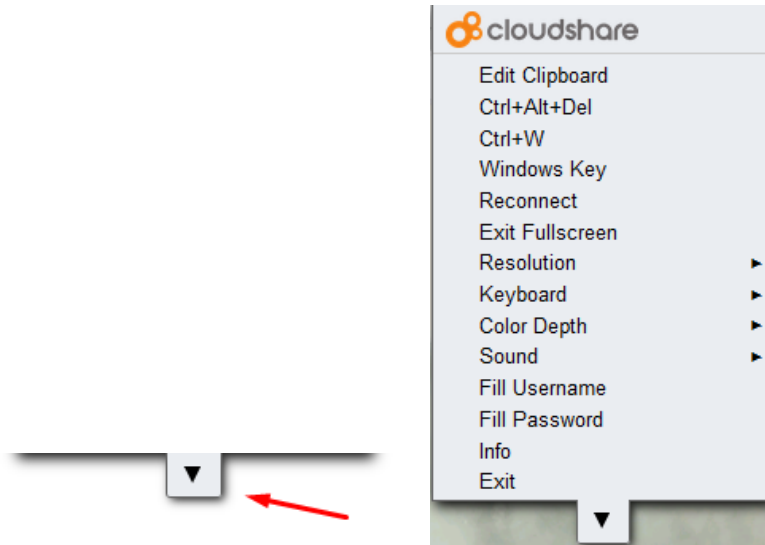 cloudshare
Edit Clipboard
Ctrl+Alt+Del
Ctrl+W
Windows Key
Reconnect
Exit Fullscreen
Resolution
Keyboard
Color Depth
Sound
Fill Username
Fill Password
Info
Exit